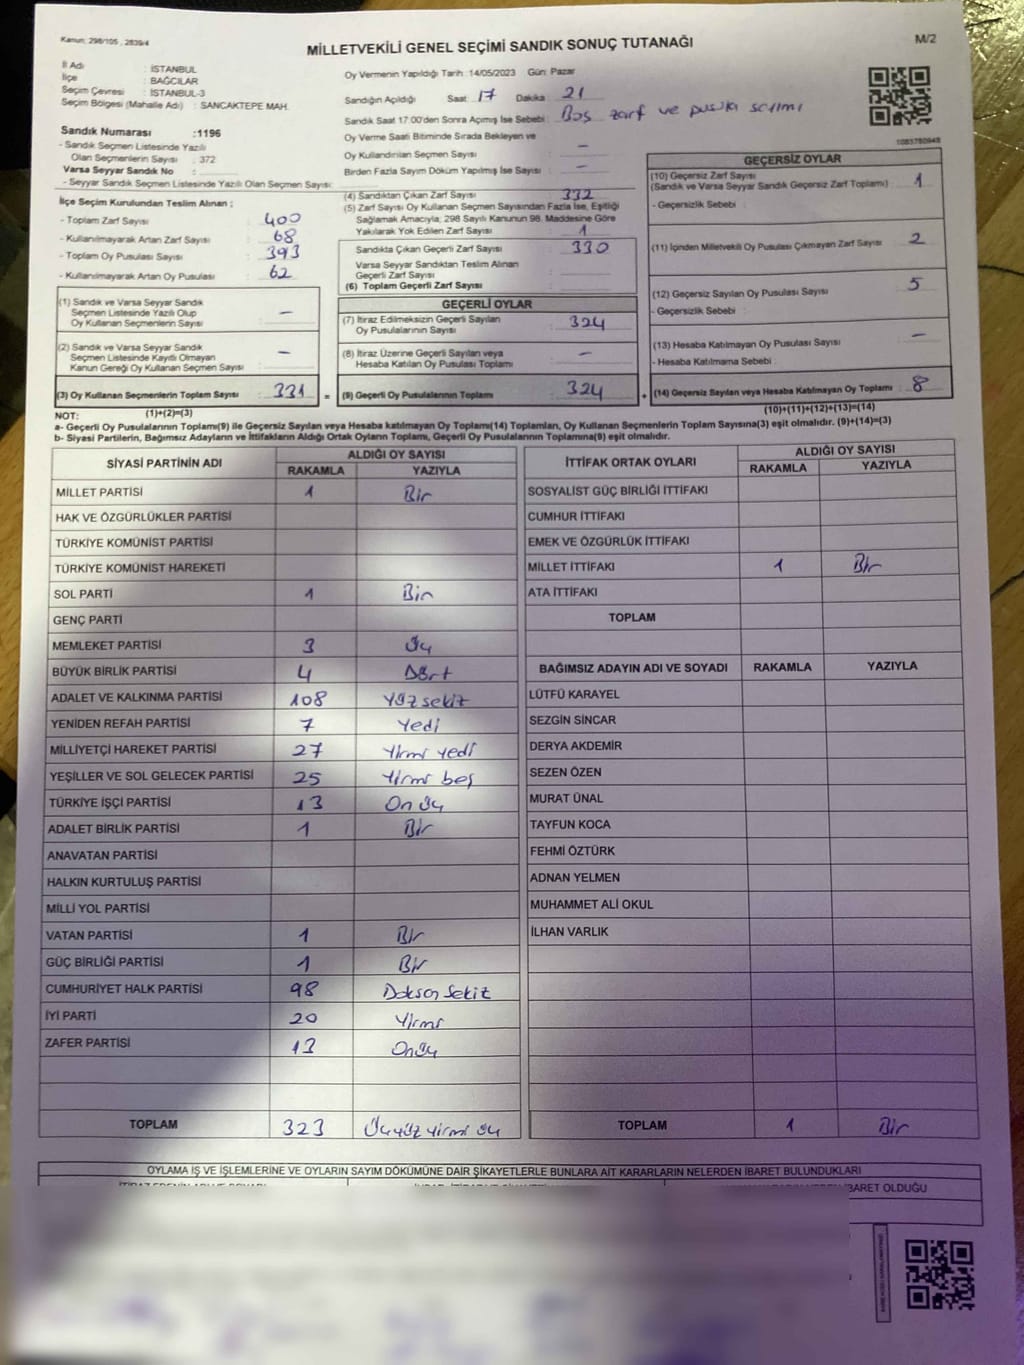 Kanun: 298/105 , 2839/4
MİLLETVEKİLİ GENEL SEÇİMİ SANDIK SONUÇ TUTANAĞI
M/2
İl Adı : İSTANBUL
İlçe : BAĞCILAR
Seçim Çevresi : İSTANBUL-3
Seçim Bölgesi (Mahalle Adı) : SANCAKTEPE MAH.
Sandık Numarası :1196
- Sandık Seçmen Listesinde Yazılı
Olan Seçmenlerin Sayısı : 372
Varsa Seyyar Sandık No :
- Seyyar Sandık Seçmen Listesinde Yazılı Olan Seçmen Sayısı:
Oy Vermenin Yapıldığı Tarih :14/05/2023 Gün: Pazar
Sandığın Açıldığı Saat 17 Dakika 21
Sandık Saat 17:00'den Sonra Açımış İse Sebebi : Boş zarf ve pusula sayımı
Oy Verme Saati Bitiminde Sırada Bekleyen ve
Oy Kullandırılan Seçmen Sayısı : –
Birden Fazla Sayım Döküm Yapılmış İse Sayısı : –
1083780945
İlçe Seçim Kurulundan Teslim Alınan ;
- Toplam Zarf Sayısı : 400
- Kullanılmayarak Artan Zarf Sayısı : 68
- Toplam Oy Pusulası Sayısı : 393
- Kullanılmayarak Artan Oy Pusulası : 62
(4) Sandıktan Çıkan Zarf Sayısı : 332
(5) Zarf Sayısı Oy Kullanan Seçmen Sayısından Fazla İse, Eşitliği
Sağlamak Amacıyla, 298 Sayılı Kanunun 98. Maddesine Göre
Yakılarak Yok Edilen Zarf Sayısı : 1
Sandıkta Çıkan Geçerli Zarf Sayısı : 330
Varsa Seyyar Sandıktan Teslim Alınan
Geçerli Zarf Sayısı :
(6) Toplam Geçerli Zarf Sayısı :
GEÇERSİZ OYLAR
(10) Geçersiz Zarf Sayısı
(Sandık ve Varsa Seyyar Sandık Geçersiz Zarf Toplamı) : 1
- Geçersizlik Sebebi :
(11) İçinden Milletvekili Oy Pusulası Çıkmayan Zarf Sayısı : 2
(12) Geçersiz Sayılan Oy Pusulası Sayısı : 5
- Geçersizlik Sebebi :
(13) Hesaba Katılmayan Oy Pusulası Sayısı : –
- Hesaba Katılmama Sebebi :
(14) Geçersiz Sayılan veya Hesaba Katılmayan Oy Toplamı : 8
(10)+(11)+(12)+(13)=(14)
(1) Sandık ve Varsa Seyyar Sandık
Seçmen Listesinde Yazılı Olup
Oy Kullanan Seçmenlerin Sayısı : –
(2) Sandık ve Varsa Seyyar Sandık
Seçmen Listesinde Kayıtlı Olmayan
Kanun Gereği Oy Kullanan Seçmen Sayısı : –
(3) Oy Kullanan Seçmenlerin Toplam Sayısı : 331 =
(1)+(2)=(3)
GEÇERLİ OYLAR
(7) İtiraz Edilmeksizin Geçerli Sayılan
Oy Pusulalarının Sayısı : 324
(8) İtiraz Üzerine Geçerli Sayılan veya
Hesaba Katılan Oy Pusulası Toplamı : –
(9) Geçerli Oy Pusulalarının Toplamı : 324 +
NOT:
a- Geçerli Oy Pusulalarının Toplamı(9) ile Geçersiz Sayılan veya Hesaba katılmayan Oy Toplamı(14) Toplamları, Oy Kullanan Seçmenlerin Toplam Sayısına(3) eşit olmalıdır. (9)+(14)=(3)
b- Siyasi Partilerin, Bağımsız Adayların ve İttifakların Aldığı Ortak Oyların Toplamı, Geçerli Oy Pusulalarının Toplamına(9) eşit olmalıdır.
SİYASİ PARTİNİN ADI ALDIĞI OY SAYISI
RAKAMLA YAZIYLA
MİLLET PARTİSİ 1 Bir
HAK VE ÖZGÜRLÜKLER PARTİSİ
TÜRKİYE KOMÜNİST PARTİSİ
TÜRKİYE KOMÜNİST HAREKETİ
SOL PARTİ 1 Bir
GENÇ PARTİ
MEMLEKET PARTİSİ 3 Üç
BÜYÜK BİRLİK PARTİSİ 4 Dört
ADALET VE KALKINMA PARTİSİ 108 Yüz sekiz
YENİDEN REFAH PARTİSİ 7 Yedi
MİLLİYETÇİ HAREKET PARTİSİ 27 Yirmi yedi
YEŞİLLER VE SOL GELECEK PARTİSİ 25 Yirmi beş
TÜRKİYE İŞÇİ PARTİSİ 13 On üç
ADALET BİRLİK PARTİSİ 1 Bir
ANAVATAN PARTİSİ
HALKIN KURTULUŞ PARTİSİ
MİLLİ YOL PARTİSİ
VATAN PARTİSİ 1 Bir
GÜÇ BİRLİĞİ PARTİSİ 1 Bir
CUMHURİYET HALK PARTİSİ 98 Doksan Sekiz
İYİ PARTİ 20 Yirmi
ZAFER PARTİSİ 13 Onüç
TOPLAM 323 Üçyüz yirmi üç
İTTİFAK ORTAK OYLARI ALDIĞI OY SAYISI
RAKAMLA YAZIYLA
SOSYALİST GÜÇ BİRLİĞİ İTTİFAKI
CUMHUR İTTİFAKI
EMEK VE ÖZGÜRLÜK İTTİFAKI
MİLLET İTTİFAKI 1 Bir
ATA İTTİFAKI
TOPLAM
BAĞIMSIZ ADAYIN ADI VE SOYADI RAKAMLA YAZIYLA
LÜTFÜ KARAYEL
SEZGİN SİNCAR
DERYA AKDEMİR
SEZEN ÖZEN
MURAT ÜNAL
TAYFUN KOCA
FEHMİ ÖZTÜRK
ADNAN YELMEN
MUHAMMET ALİ OKUL
İLHAN VARLIK
TOPLAM 1 Bir
OYLAMA İŞ VE İŞLEMLERİNE VE OYLARIN SAYIM DÖKÜMÜNE DAİR ŞİKAYETLERLE BUNLARA AİT KARARLARIN NELERDEN İBARET BULUNDUKLARI
İBARET OLDUĞU